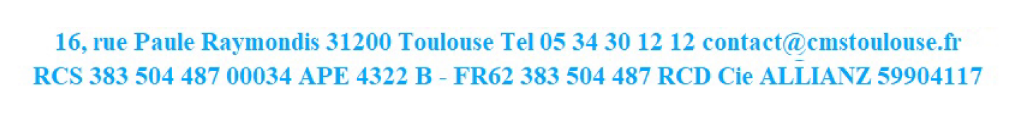 16, rue Paule Raymondis 31200 Toulouse Tel 05 34 30 12 12 contact@cmstoulouse.fr
RCS 383 504 487 00034 APE 4322 B - FR62 383 504 487 RCD Cie ALLIANZ 59904117